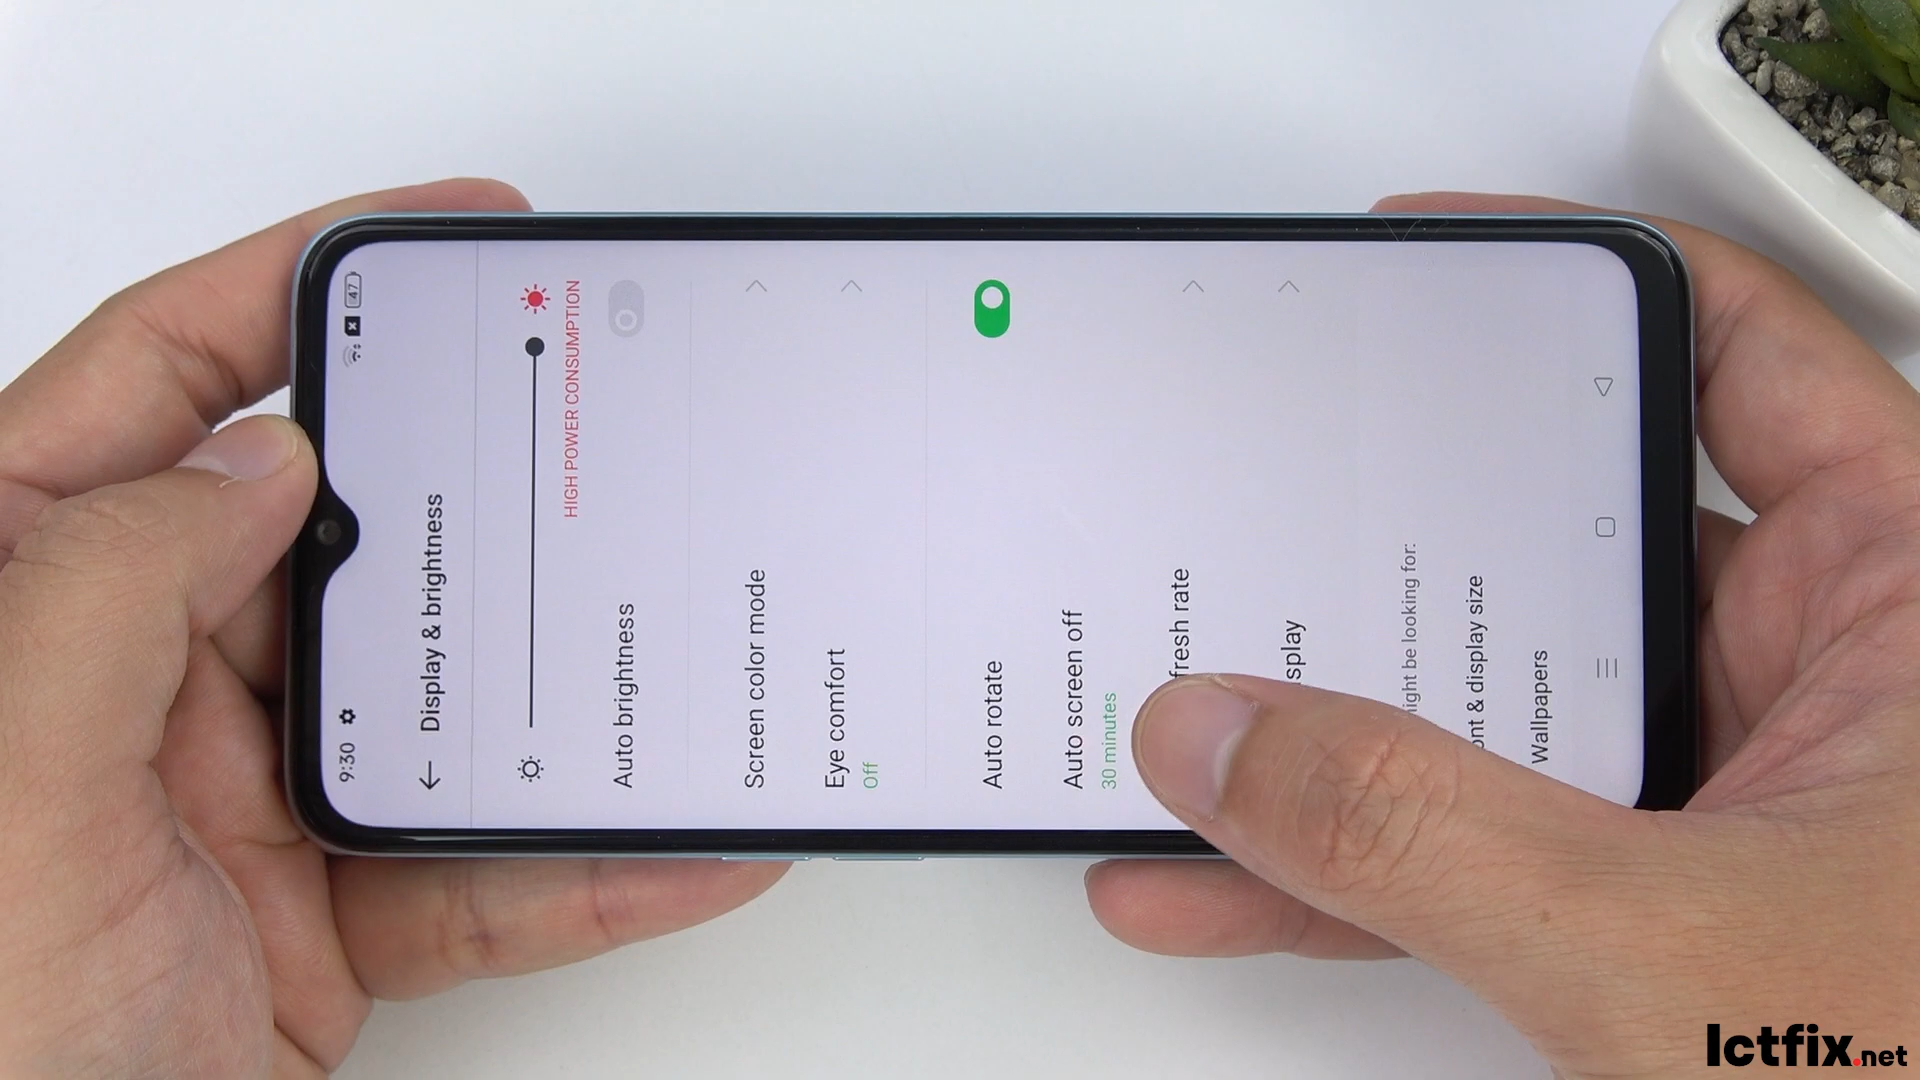 9:30
47
Display & brightness
HIGH POWER CONSUMPTION
Auto brightness
Screen color mode
Eye comfort
Off
Auto rotate
Auto screen off
30 minutes
fresh rate
splay
ight be looking for:
ont & display size
Wallpapers
Ictfix.net